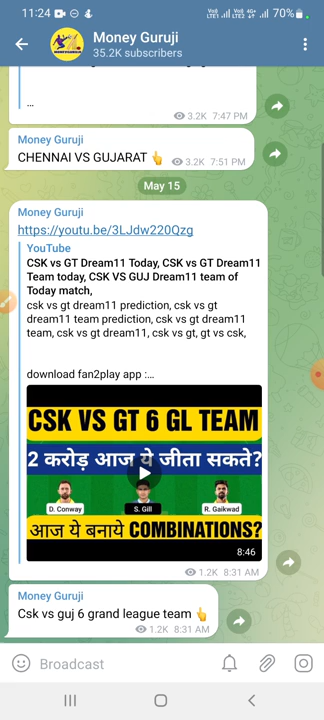 11:24
Vo) LTE1 Vo) 4G+ LTE2 70%
Money Guruji
35.2K subscribers
...
3.2K 7:47 PM
Money Guruji
CHENNAI VS GUJARAT 👆 3.2K 7:51 PM
May 15
Money Guruji
https://youtu.be/3LJdw220Qzg
YouTube
CSK vs GT Dream11 Today, CSK vs GT Dream11
Team today, CSK VS GUJ Dream11 team of
Today match,
csk vs gt dream11 prediction, csk vs gt
dream11 team prediction, csk vs gt dream11
team, csk vs gt dream11, csk vs gt, gt vs csk,
download fan2play app :...
CSK VS GT 6 GL TEAM
2 करोड़ आज ये जीता सकते?
D. Conway S. Gill R. Gaikwad
आज ये बनाये COMBINATIONS?
8:46
1.2K 8:31 AM
Money Guruji
Csk vs guj 6 grand league team 👆
1.2K 8:31 AM
Broadcast